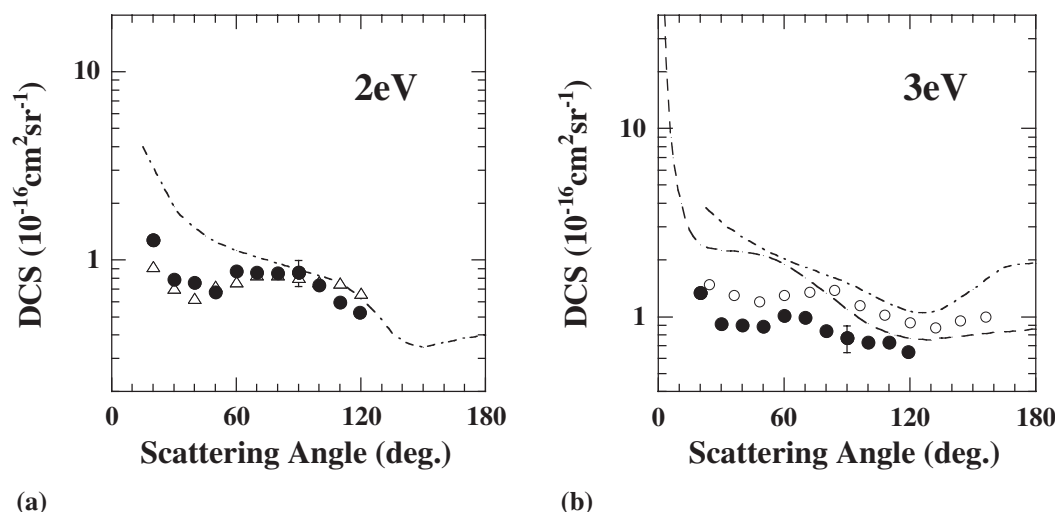 2eV
10
1
DCS (10⁻¹⁶cm²sr⁻¹)
0 60 120 180
Scattering Angle (deg.)
(a)
3eV
10
1
DCS (10⁻¹⁶cm²sr⁻¹)
0 60 120 180
Scattering Angle (deg.)
(b)